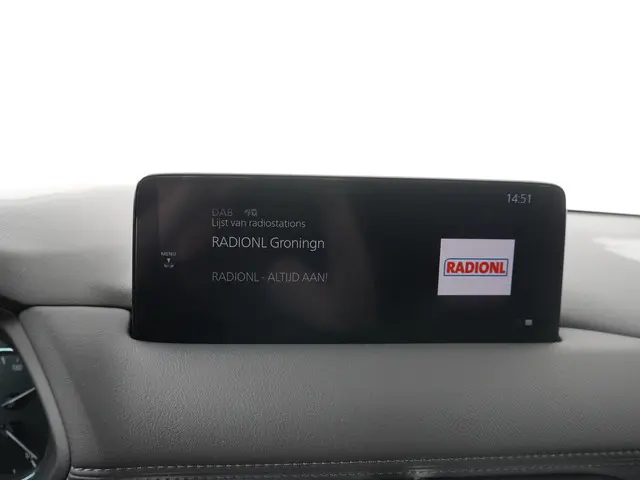 14:51
DAB
Lijst van radiostations
RADIONL Groningn
MENU
RADIONL - ALTIJD AAN!
RADIONL